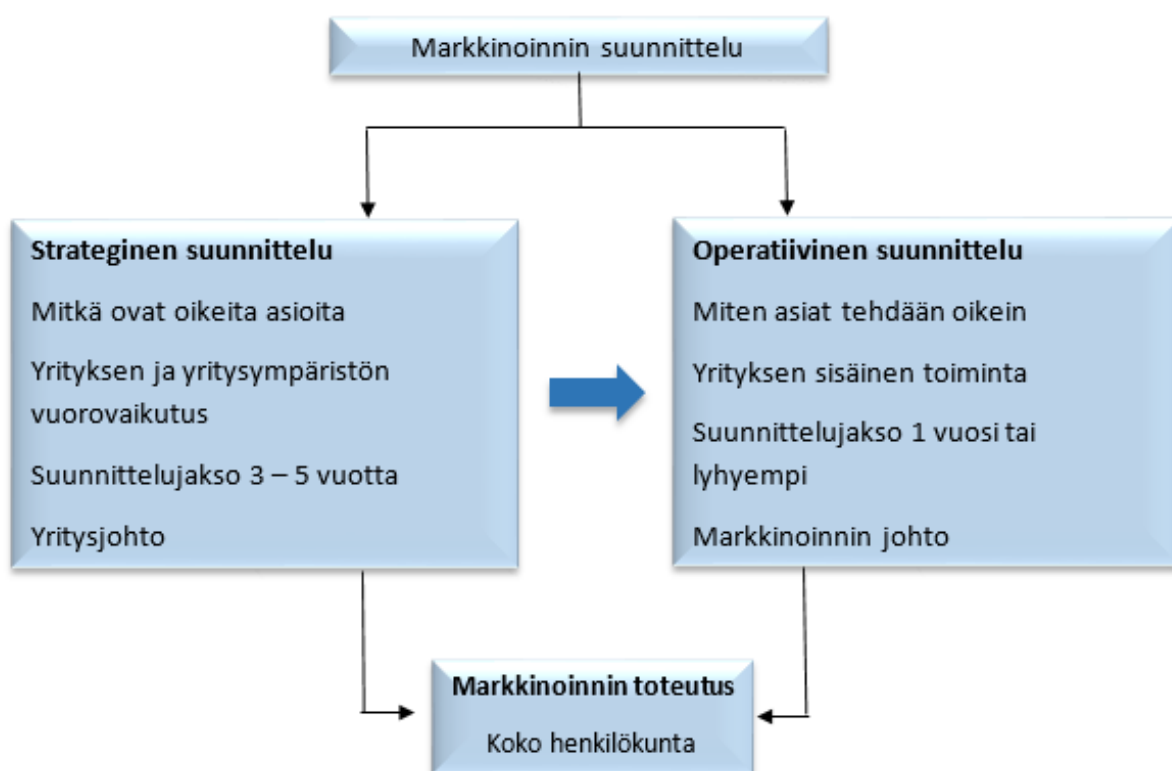 Markkinoinnin suunnittelu
Strateginen suunnittelu
Mitkä ovat oikeita asioita
Yrityksen ja yritysympäristön
vuorovaikutus
Suunnittelujakso 3 – 5 vuotta
Yritysjohto
Operatiivinen suunnittelu
Miten asiat tehdään oikein
Yrityksen sisäinen toiminta
Suunnittelujakso 1 vuosi tai
lyhyempi
Markkinoinnin johto
Markkinoinnin toteutus
Koko henkilökunta